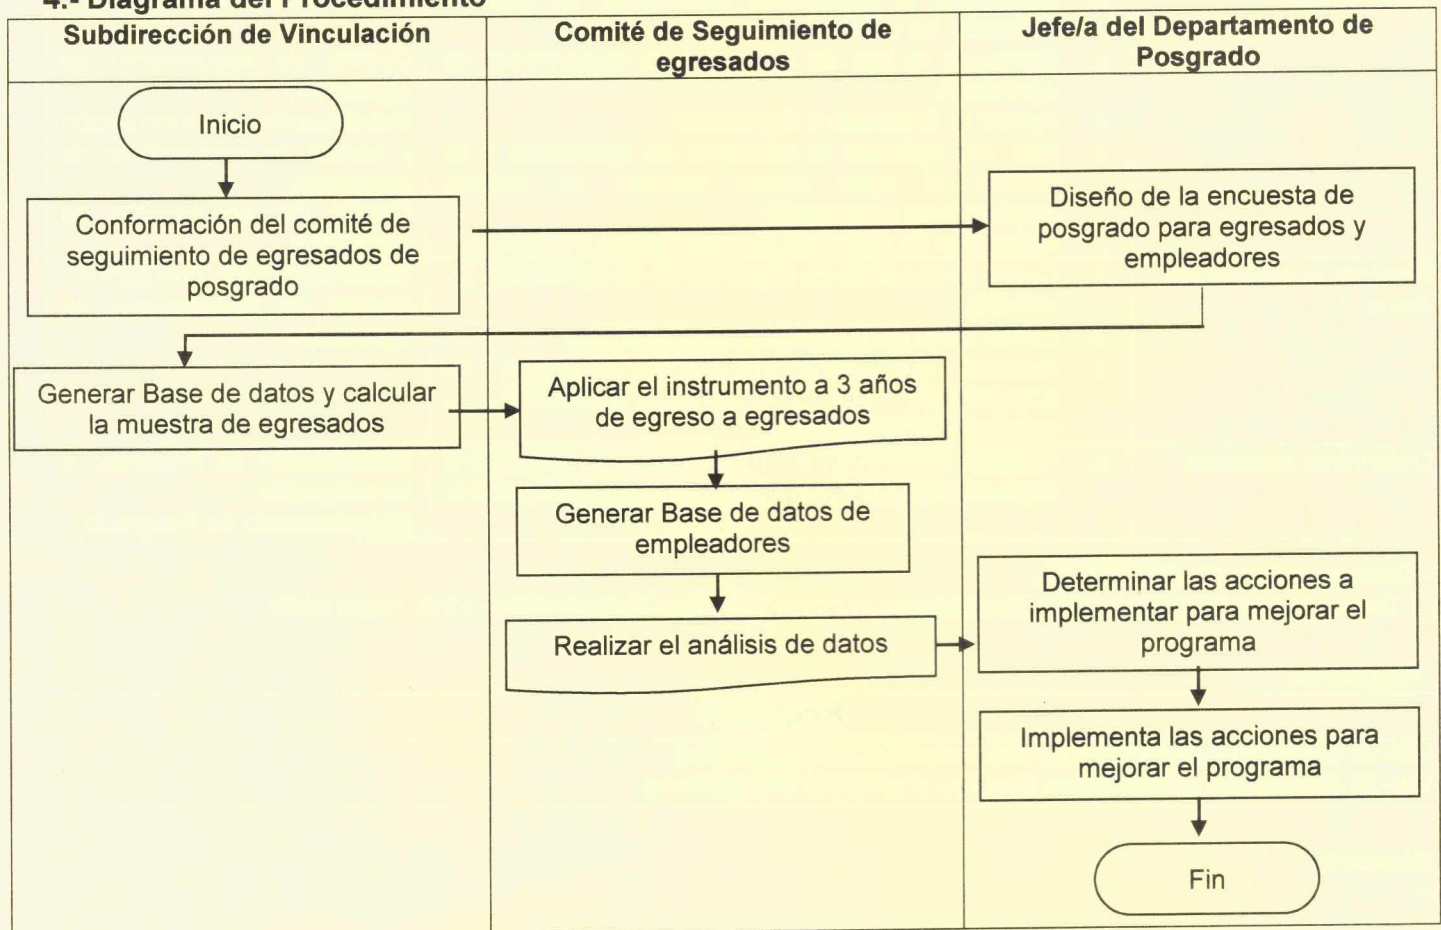 4.- Diagrama del Procedimiento
Subdirección de Vinculación
Comité de Seguimiento de
egresados
Jefe/a del Departamento de
Posgrado
Inicio
Conformación del comité de
seguimiento de egresados de
posgrado
Diseño de la encuesta de
posgrado para egresados y
empleadores
Generar Base de datos y calcular
la muestra de egresados
Aplicar el instrumento a 3 años
de egreso a egresados
Generar Base de datos de
empleadores
Realizar el análisis de datos
Determinar las acciones a
implementar para mejorar el
programa
Implementa las acciones para
mejorar el programa
Fin